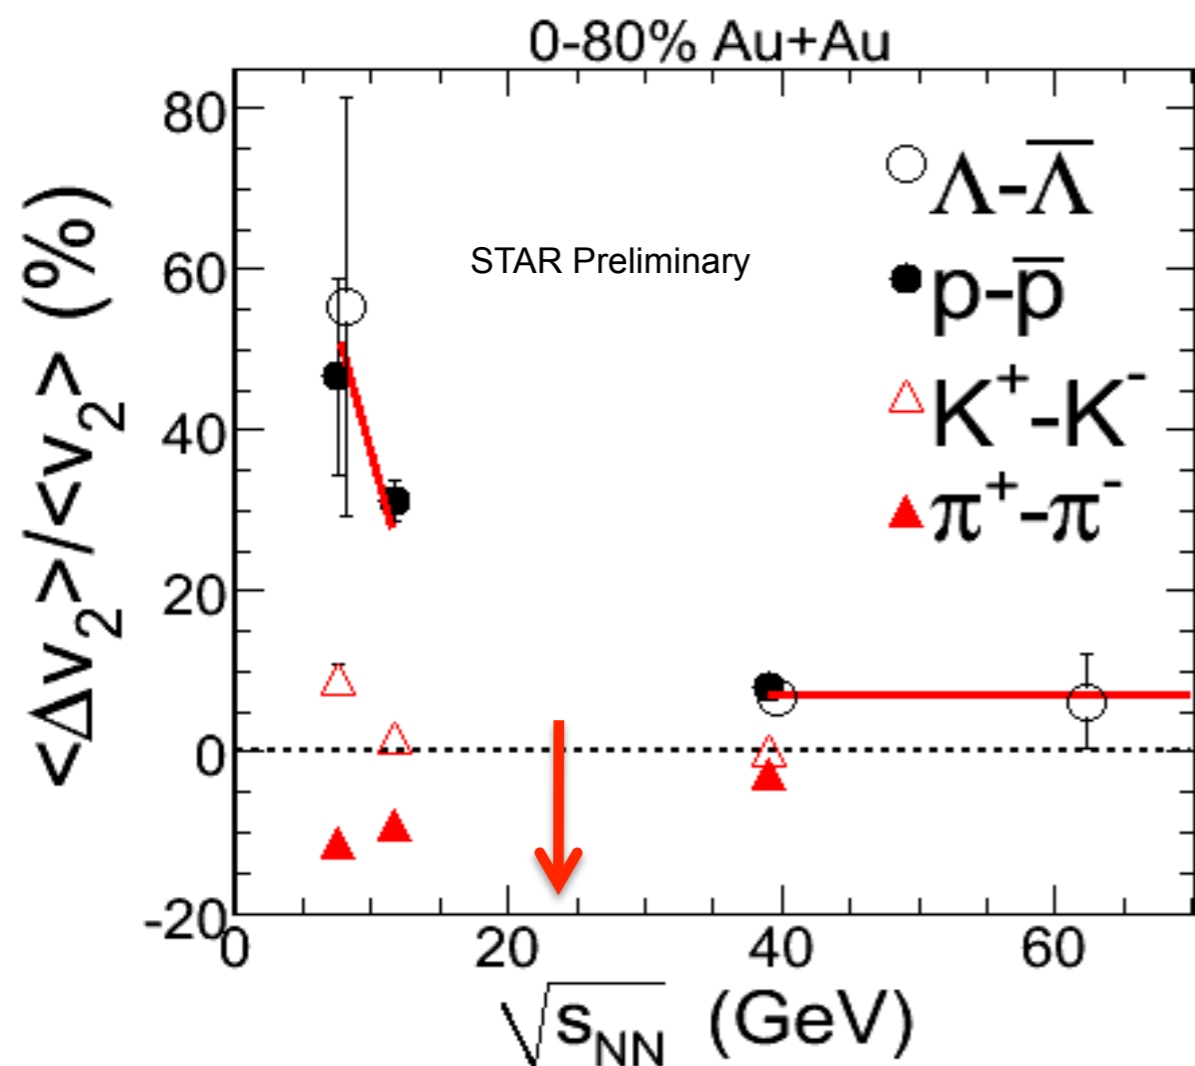 0-80% Au+Au
<Δv₂>/<v₂> (%)
80
60
40
20
0
-20
STAR Preliminary
Λ-Λ̅
p-p̅
K⁺-K⁻
π⁺-π⁻
0 20 40 60
√s_NN (GeV)